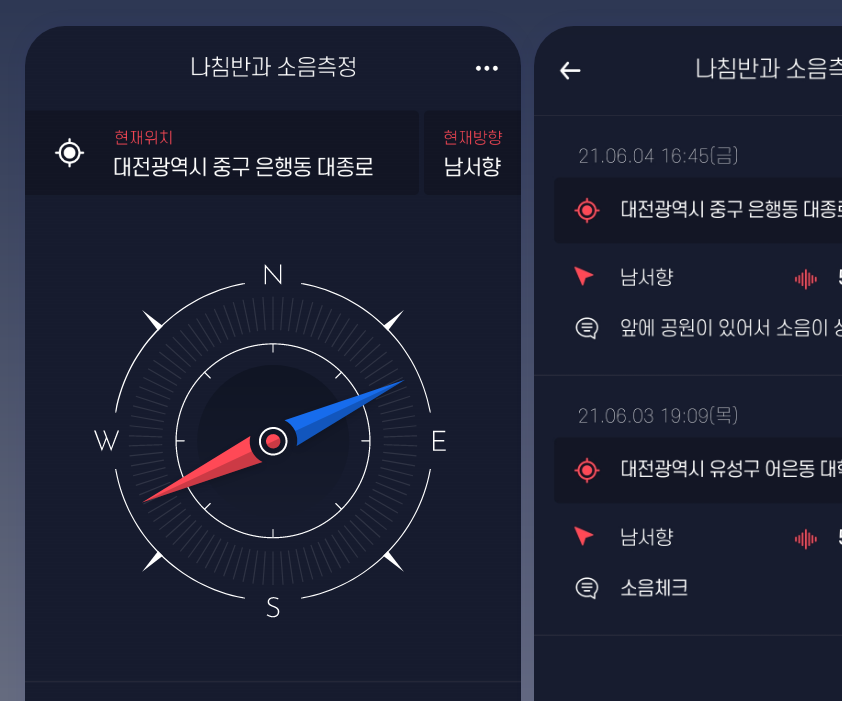 나침반과 소음측정
현재위치
대전광역시 중구 은행동 대종로
현재방향
남서향
N
W
E
S
나침반과 소음측
21.06.04 16:45(금)
대전광역시 중구 은행동 대종로
남서향
앞에 공원이 있어서 소음이
21.06.03 19:09(목)
대전광역시 유성구 어은동
남서향
소음체크